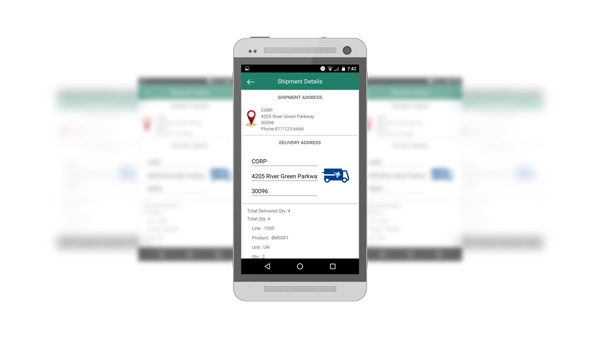 7:42
Shipment Details
SHIPMENT ADDRESS
CORP
4205 River Green Parkway
30096
Phone:817-123-6666
DELIVERY ADDRESS
CORP
4205 River Green Parkwa
30096
Total Delivered Qty: 4
Total Qty: 4
Line : 1000
Product : BMS001
Unit : UN
Qty : 2